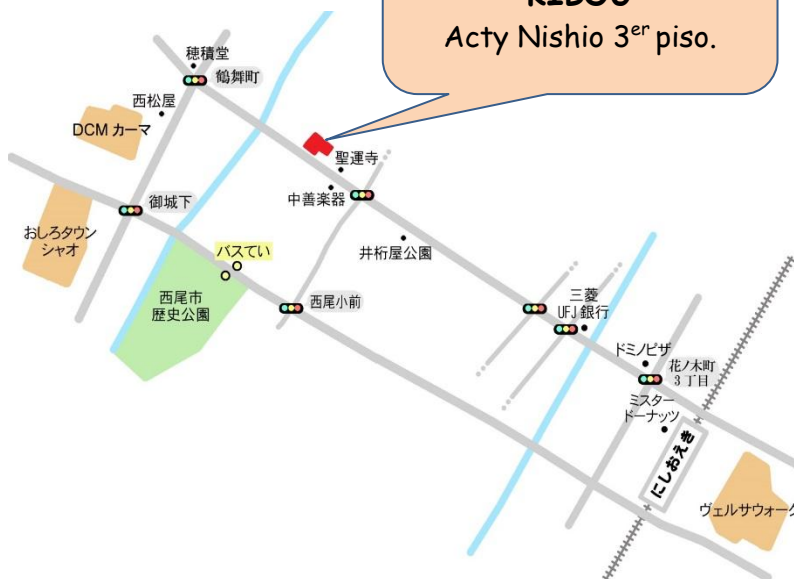 Acty Nishio 3er piso.
穂積堂
鶴舞町
西松屋
DCM カーマ
聖運寺
中善楽器
御城下
おしろタウン
シャオ
バスてい
井桁屋公園
西尾市
歴史公園
西尾小前
三菱
UFJ 銀行
ドミノピザ
花ノ木町
3丁目
ミスター
ドーナッツ
にしおえき
ヴェルサウォーク